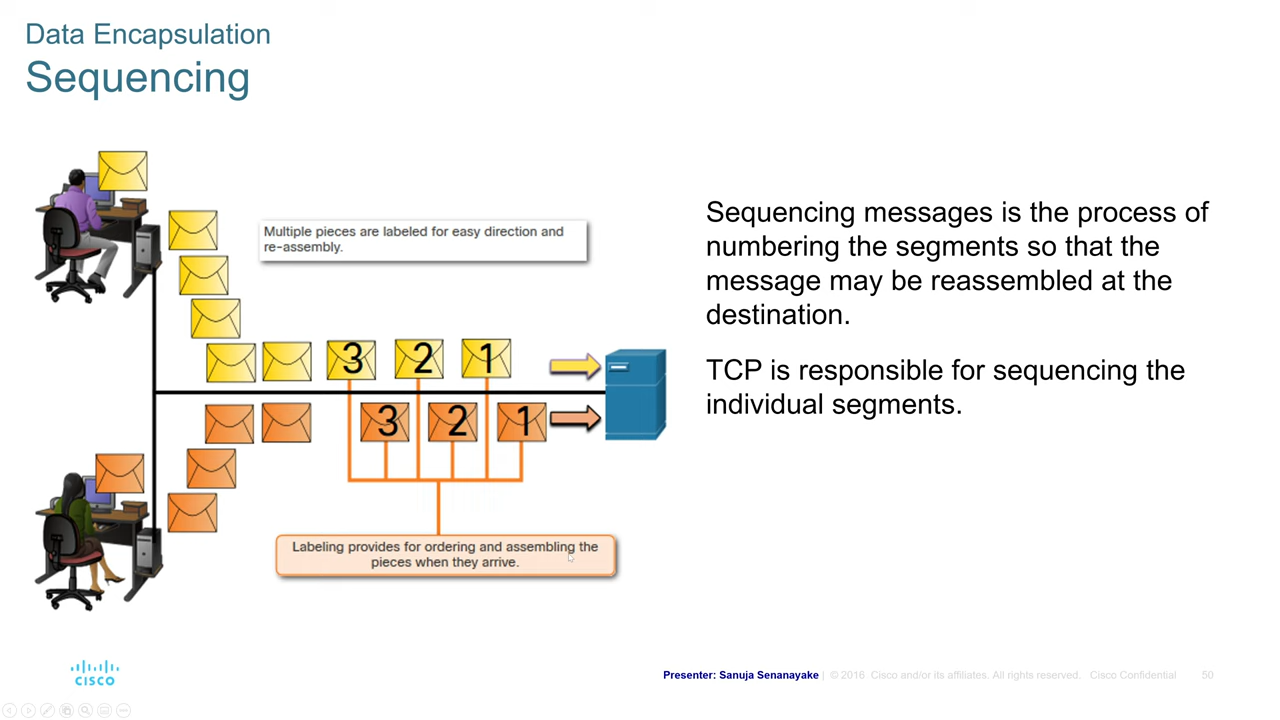 Data Encapsulation
Sequencing
Multiple pieces are labeled for easy direction and
re-assembly.
Sequencing messages is the process of
numbering the segments so that the
message may be reassembled at the
destination.
TCP is responsible for sequencing the
individual segments.
3 2 1
3 2 1
Labeling provides for ordering and assembling the
pieces when they arrive.
CISCO
Presenter: Sanuja Senanayake | © 2016 Cisco and/or its affiliates. All rights reserved. Cisco Confidential 50